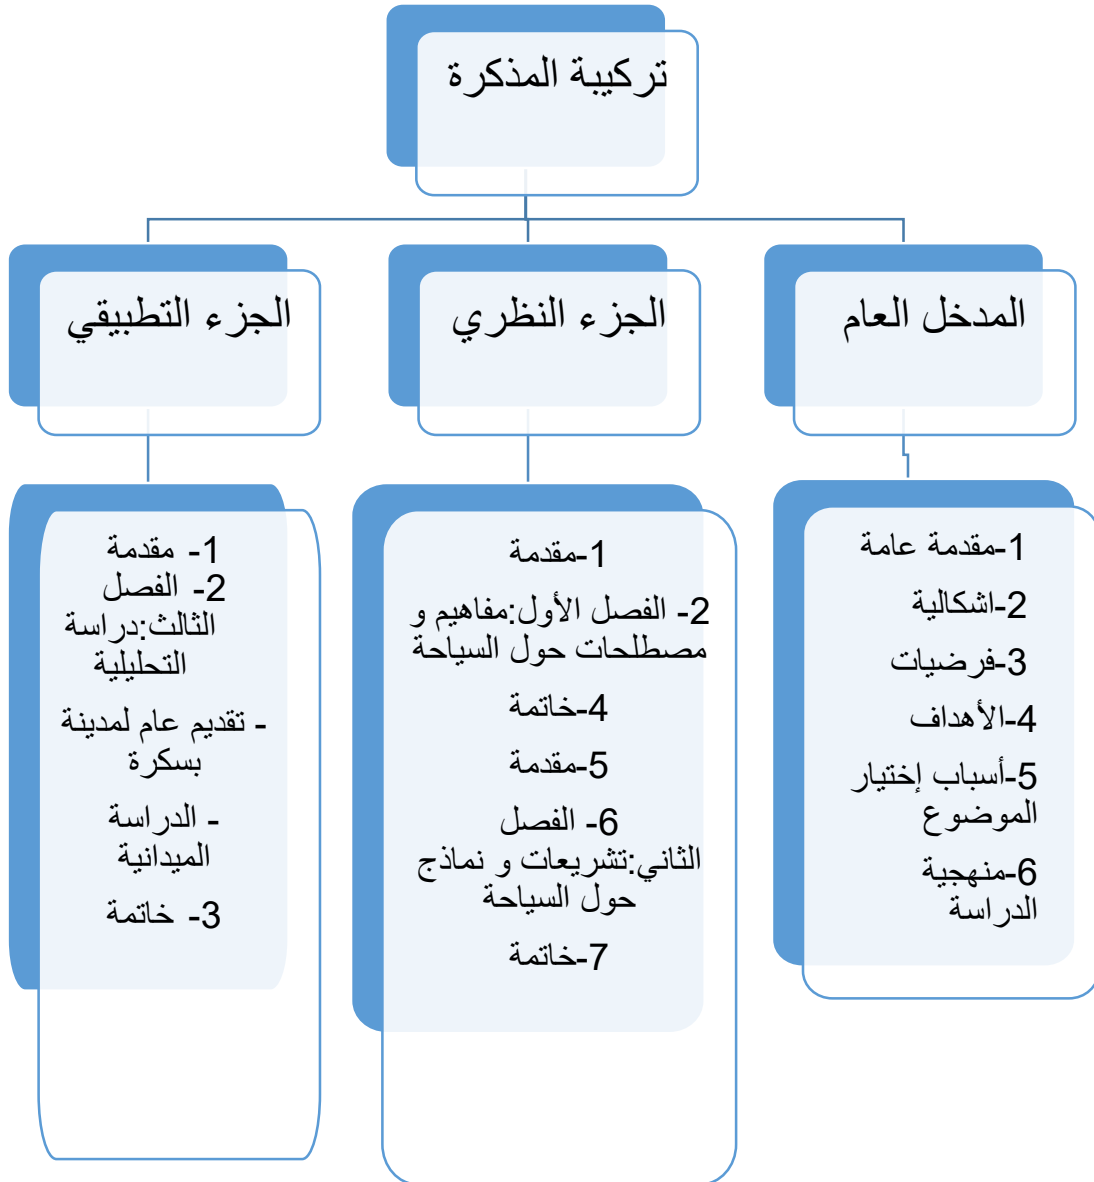 تركيبة المذكرة
المدخل العام
الجزء النظري
الجزء التطبيقي
1-مقدمة عامة
2-اشكالية
3-فرضيات
4-الأهداف
5-أسباب إختيار
الموضوع
6-منهجية
الدراسة
1-مقدمة
2- الفصل الأول:مفاهيم و
مصطلحات حول السياحة
4-خاتمة
5-مقدمة
6- الفصل
الثاني:تشريعات و نماذج
حول السياحة
7-خاتمة
1- مقدمة
2- الفصل
الثالث:دراسة
التحليلية
- تقديم عام لمدينة
بسكرة
- الدراسة
الميدانية
3- خاتمة